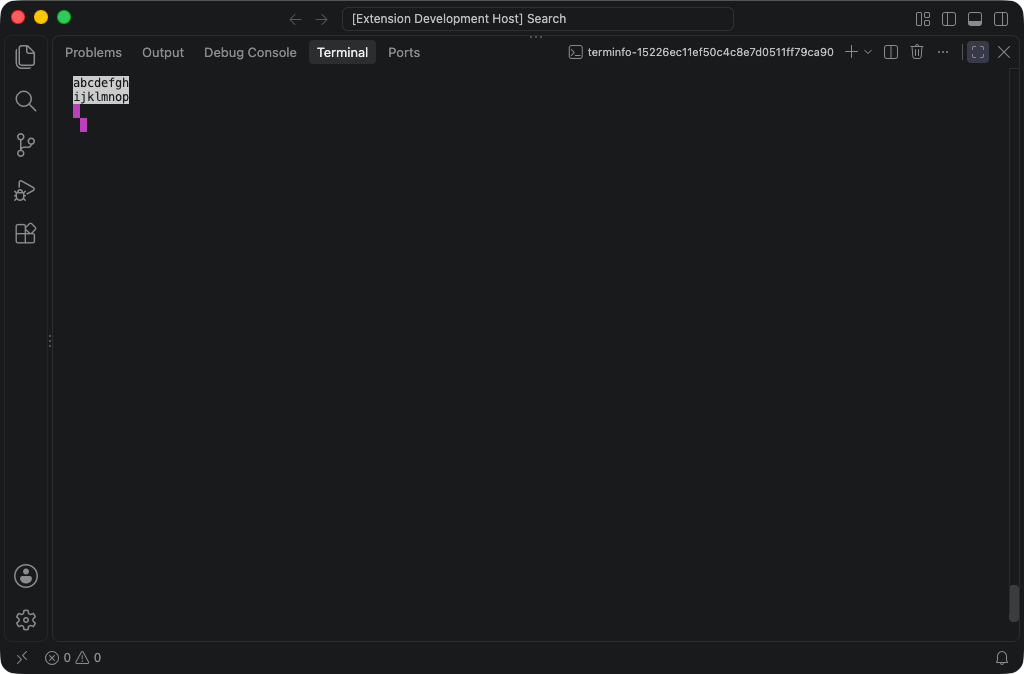 [Extension Development Host] Search
Problems Output Debug Console Terminal Ports
terminfo-15226ec11ef50c4c8e7d0511ff79ca90
abcdefgh
ijklmnop
0 0